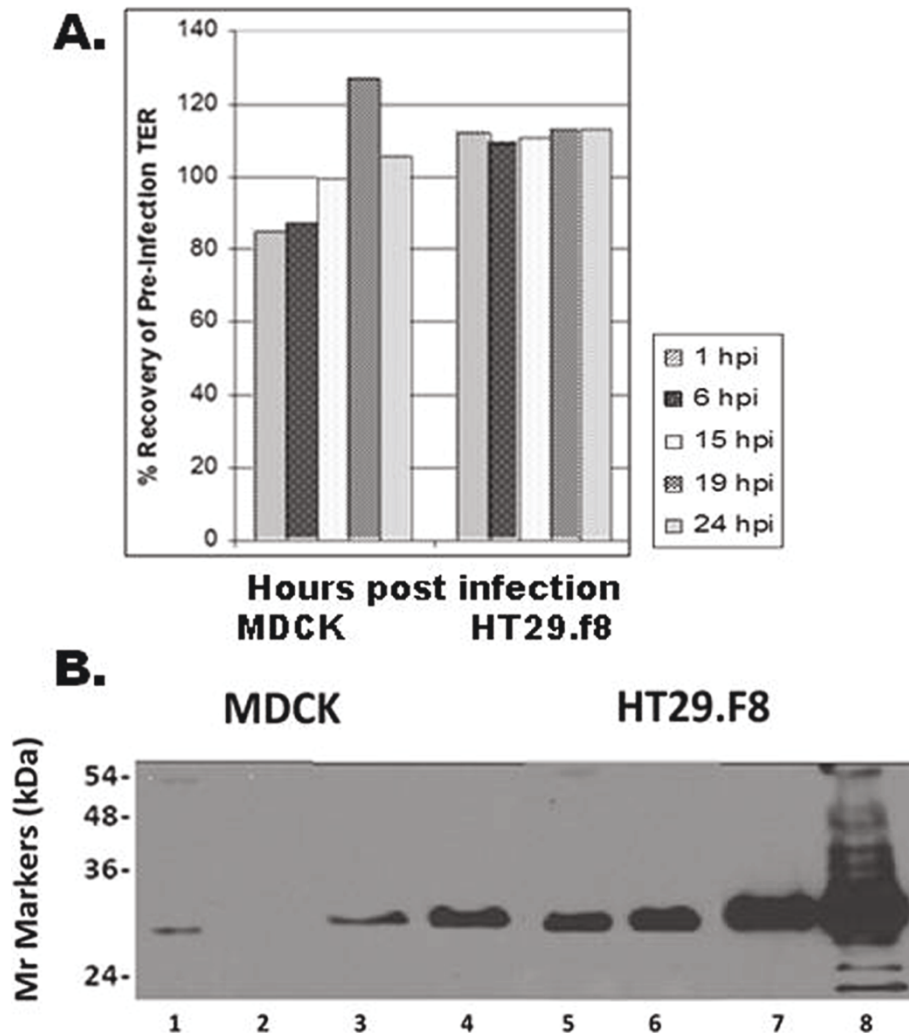 A.
% Recovery of Pre-Infection TER
140
120
100
80
60
40
20
0
1 hpi
6 hpi
15 hpi
19 hpi
24 hpi
Hours post infection
MDCK HT29.f8
B.
MDCK HT29.F8
Mr Markers (kDa)
54-
48-
36-
24-
1 2 3 4 5 6 7 8